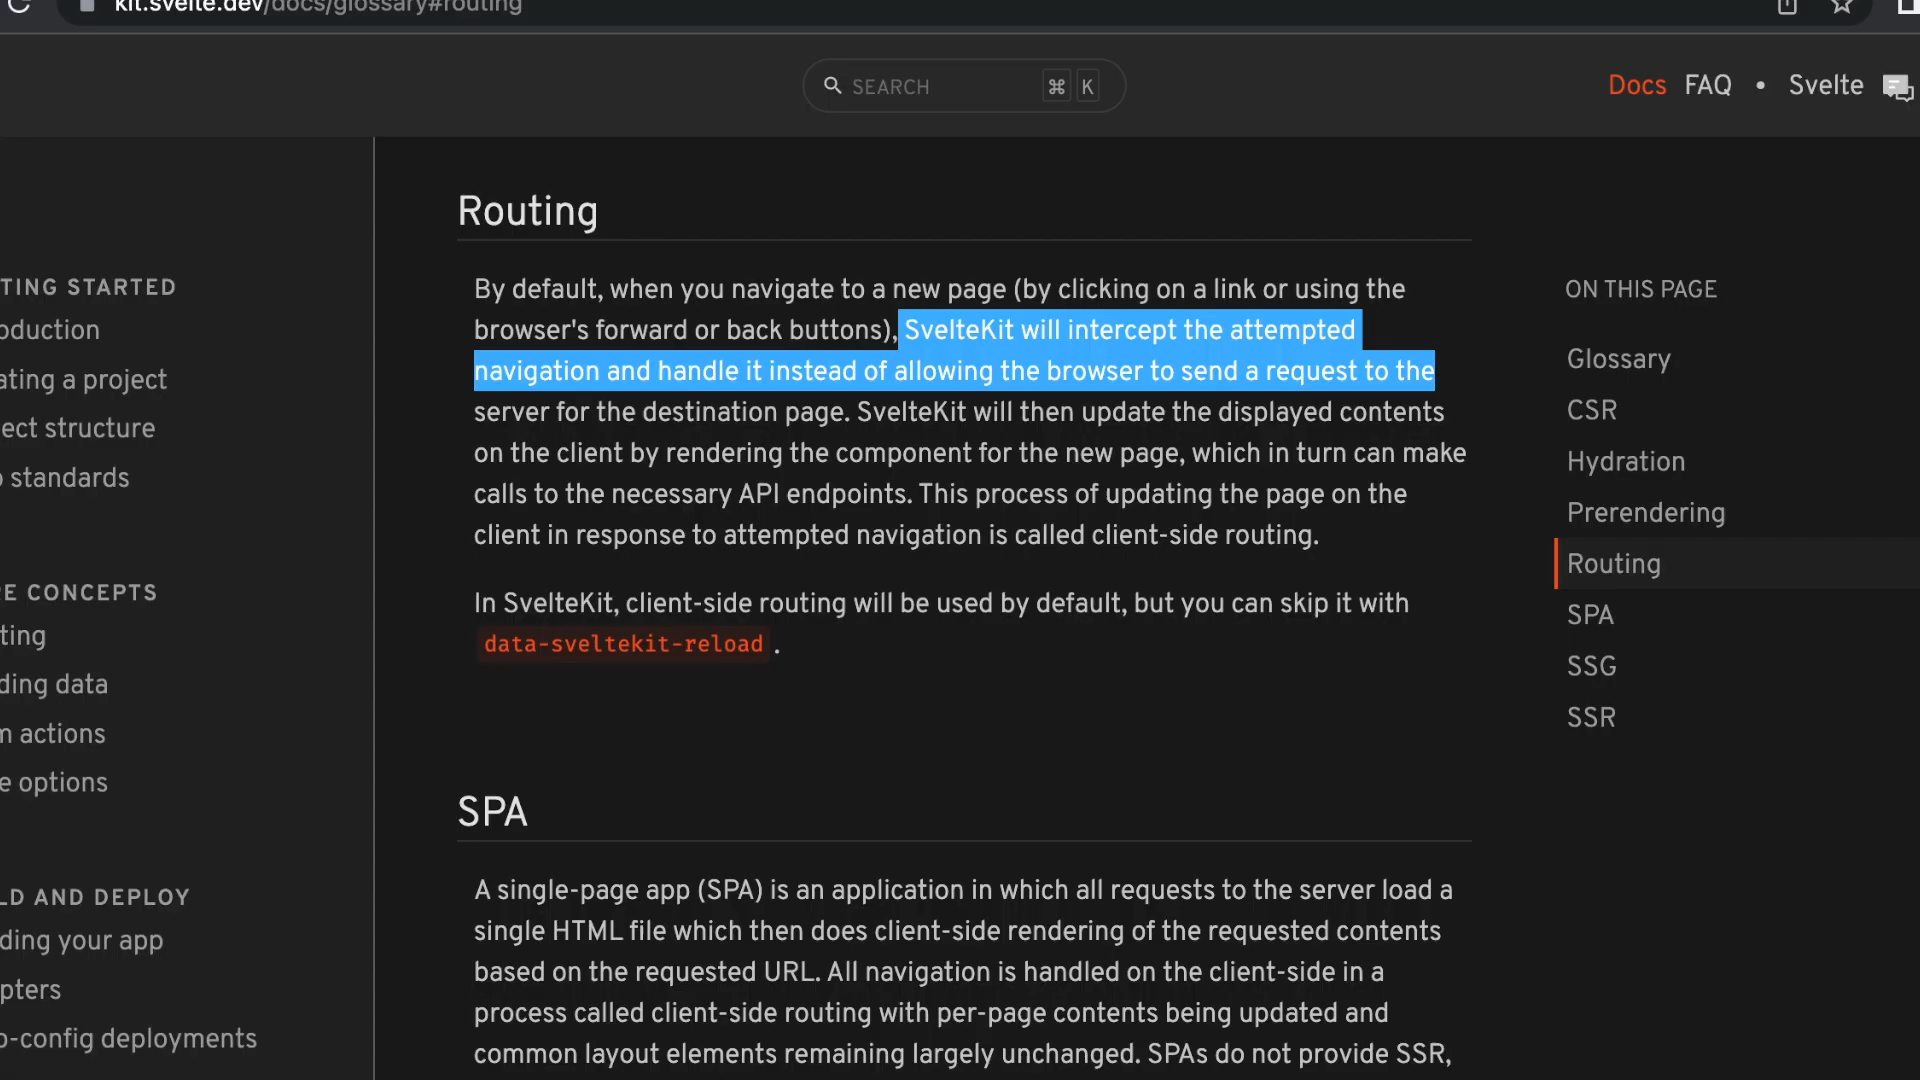 kit.svelte.dev/docs/glossary#routing
SEARCH ⌘ K
Docs FAQ • Svelte
TING STARTED
oduction
ating a project
ect structure
standards
E CONCEPTS
ting
ding data
m actions
e options
LD AND DEPLOY
ding your app
pters
o-config deployments
Routing
By default, when you navigate to a new page (by clicking on a link or using the
browser's forward or back buttons), SvelteKit will intercept the attempted
navigation and handle it instead of allowing the browser to send a request to the
server for the destination page. SvelteKit will then update the displayed contents
on the client by rendering the component for the new page, which in turn can make
calls to the necessary API endpoints. This process of updating the page on the
client in response to attempted navigation is called client-side routing.
In SvelteKit, client-side routing will be used by default, but you can skip it with
data-sveltekit-reload .
SPA
A single-page app (SPA) is an application in which all requests to the server load a
single HTML file which then does client-side rendering of the requested contents
based on the requested URL. All navigation is handled on the client-side in a
process called client-side routing with per-page contents being updated and
common layout elements remaining largely unchanged. SPAs do not provide SSR,
ON THIS PAGE
Glossary
CSR
Hydration
Prerendering
Routing
SPA
SSG
SSR